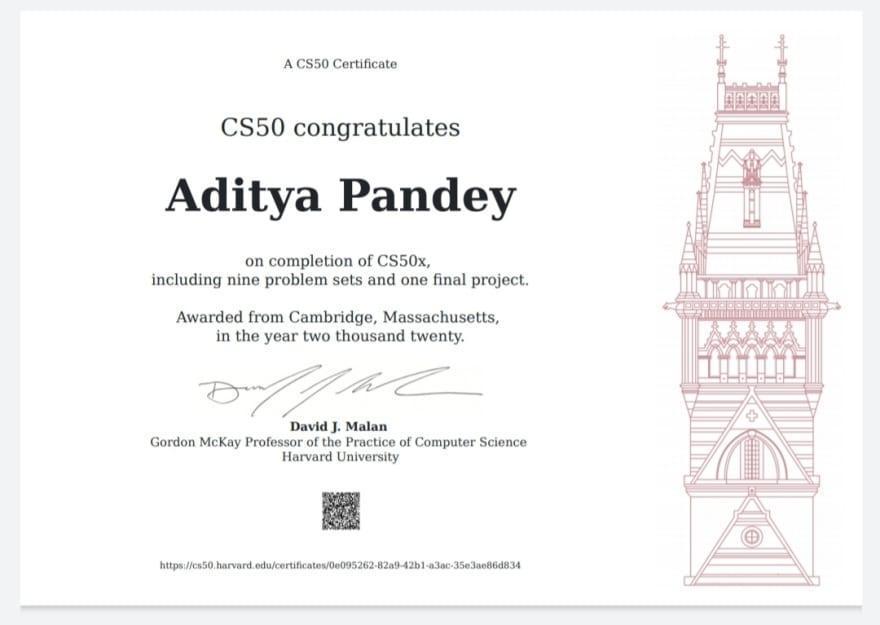 A CS50 Certificate
CS50 congratulates
Aditya Pandey
on completion of CS50x,
including nine problem sets and one final project.
Awarded from Cambridge, Massachusetts,
in the year two thousand twenty.
David J. Malan
Gordon McKay Professor of the Practice of Computer Science
Harvard University
https://cs50.harvard.edu/certificates/0e095262-82a9-42b1-a3ac-35e3ae86d834